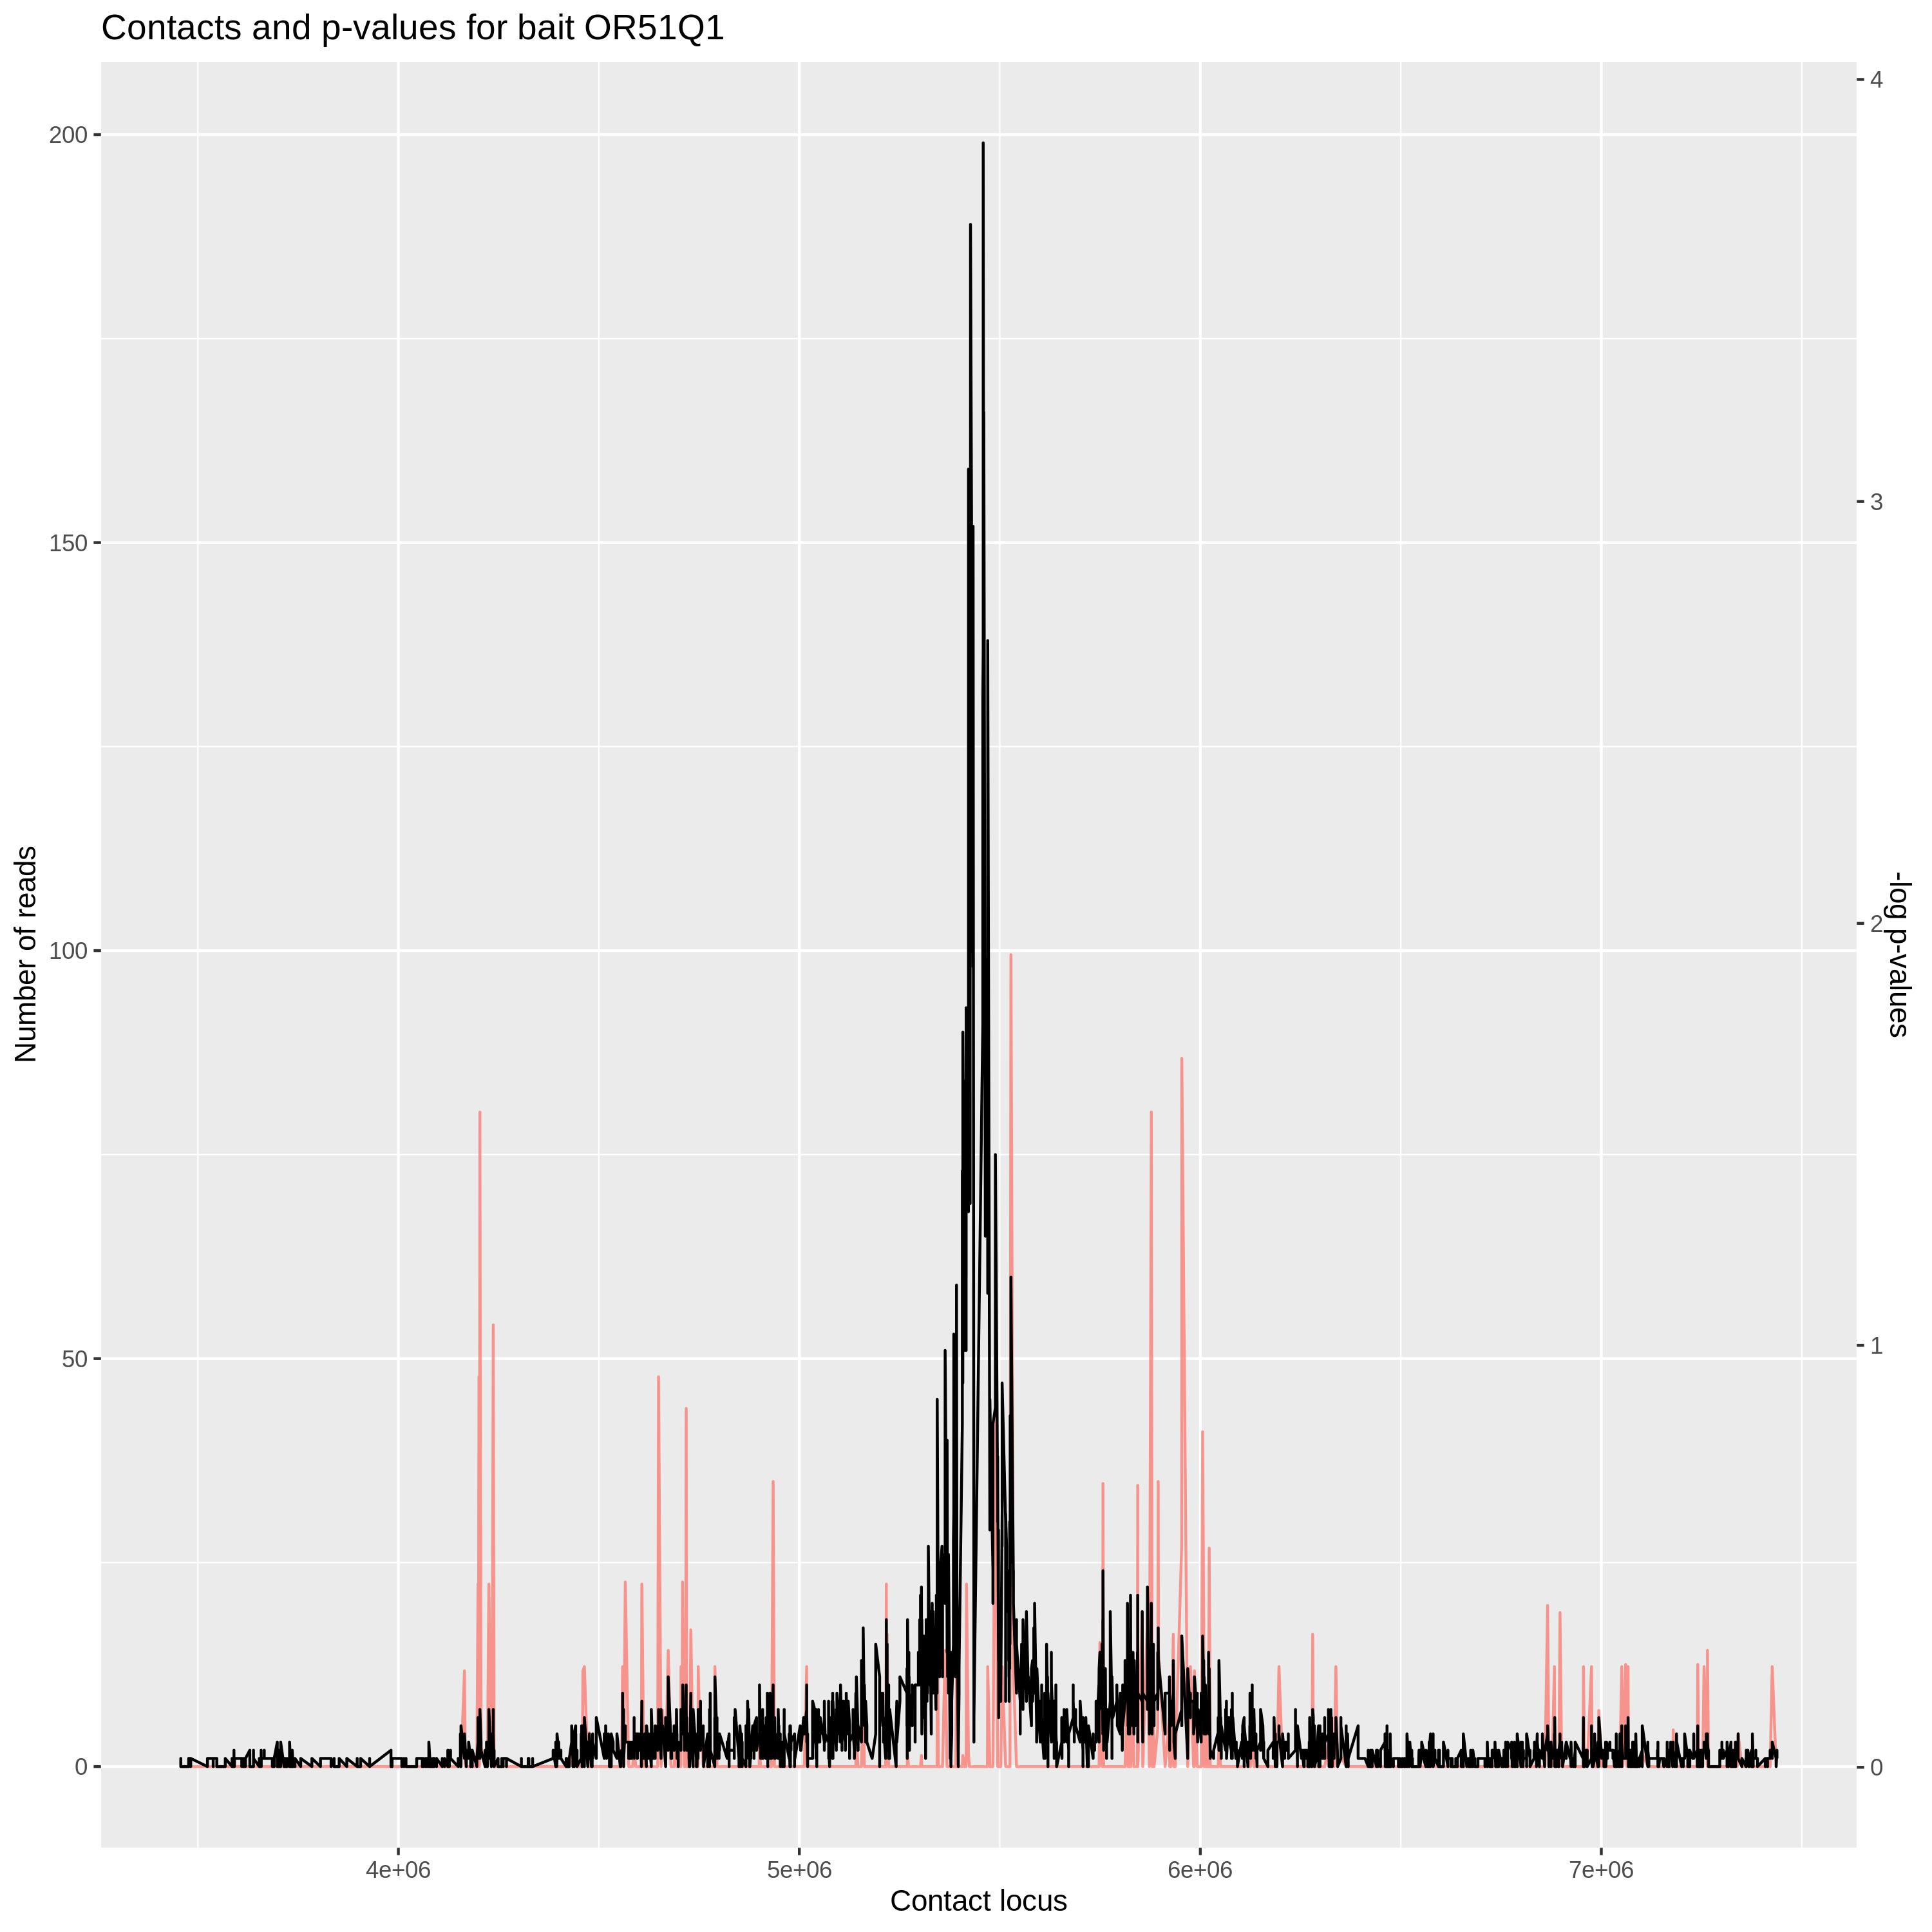 Contacts and p-values for bait OR51Q1
200
150
100
50
0
4
3
2
1
0
Number of reads
-log p-values
4e+06 5e+06 6e+06 7e+06
Contact locus